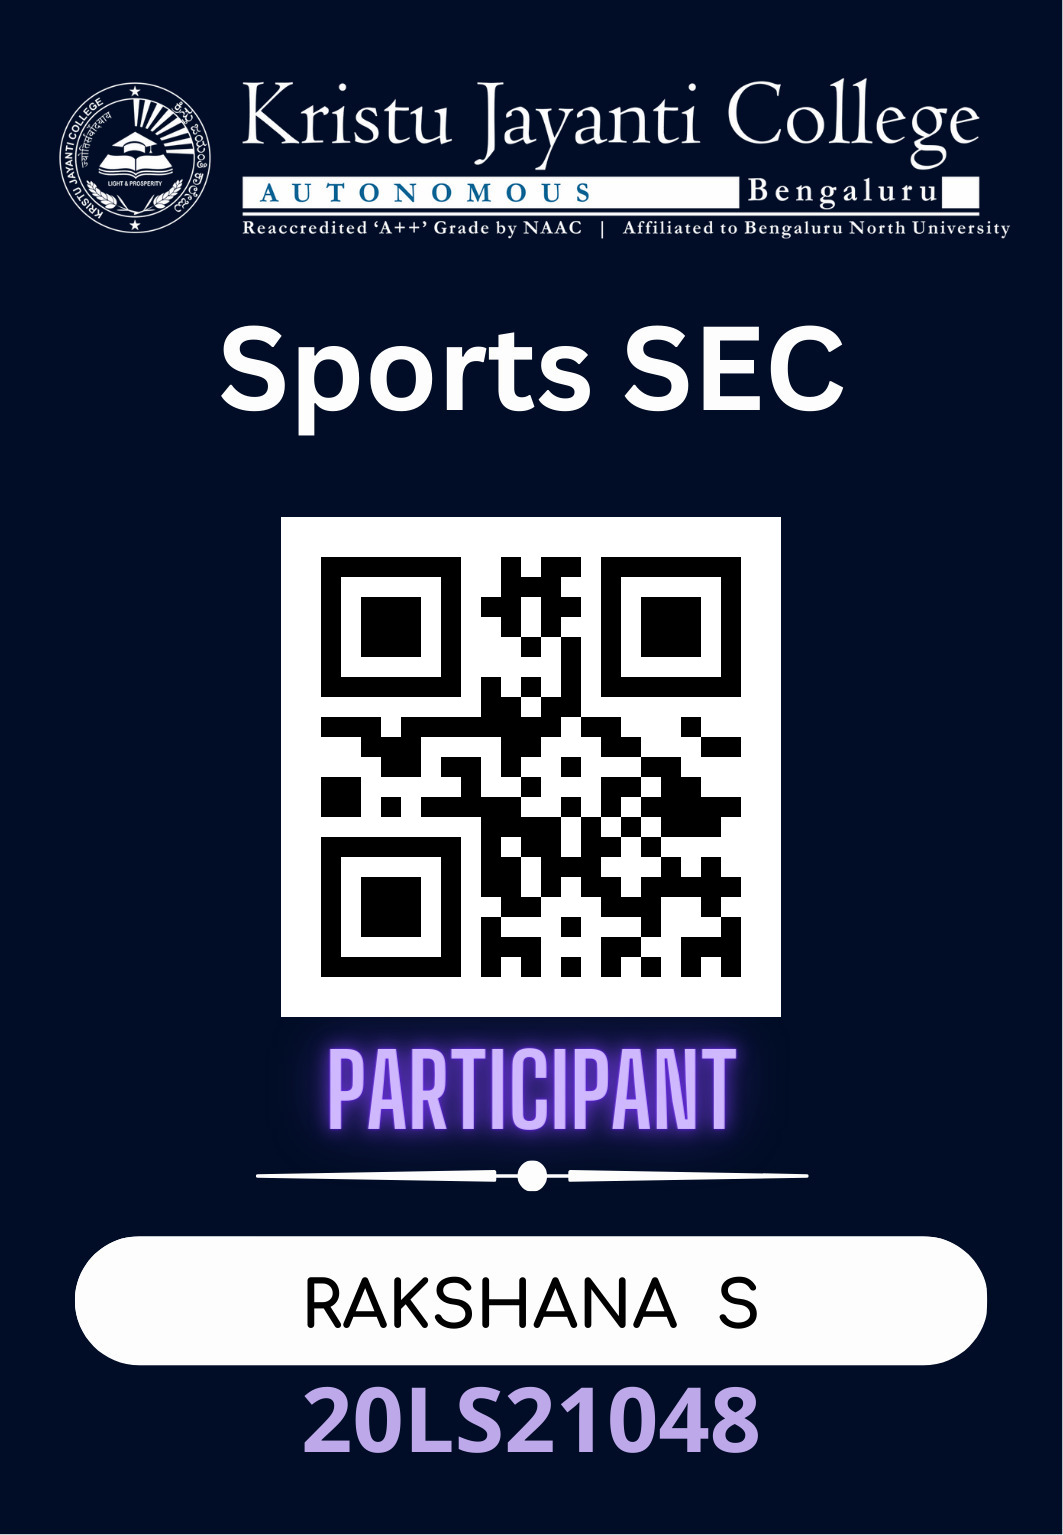 KRISTU JAYANTI COLLEGE
LIGHT & PROSPERITY
Kristu Jayanti College
AUTONOMOUS Bengaluru
Reaccredited ‘A++’ Grade by NAAC | Affiliated to Bengaluru North University
Sports SEC
PARTICIPANT
RAKSHANA S
20LS21048